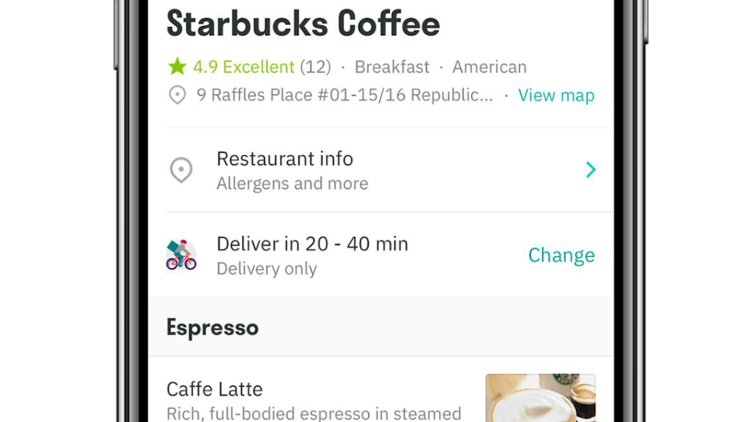 Starbucks Coffee
4.9 Excellent (12) · Breakfast · American
9 Raffles Place #01-15/16 Republic... · View map
Restaurant info
Allergens and more
Deliver in 20 - 40 min
Change
Delivery only
Espresso
Caffe Latte
Rich, full-bodied espresso in steamed